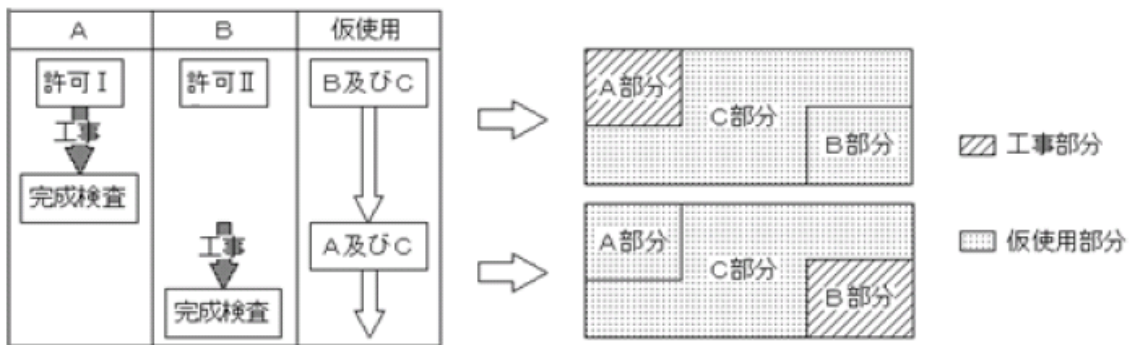 A
B
仮使用
許可Ⅰ
許可Ⅱ
B及びC
工事
完成検査
工事
A及びC
完成検査
A部分
C部分
B部分
工事部分
A部分
C部分
B部分
仮使用部分